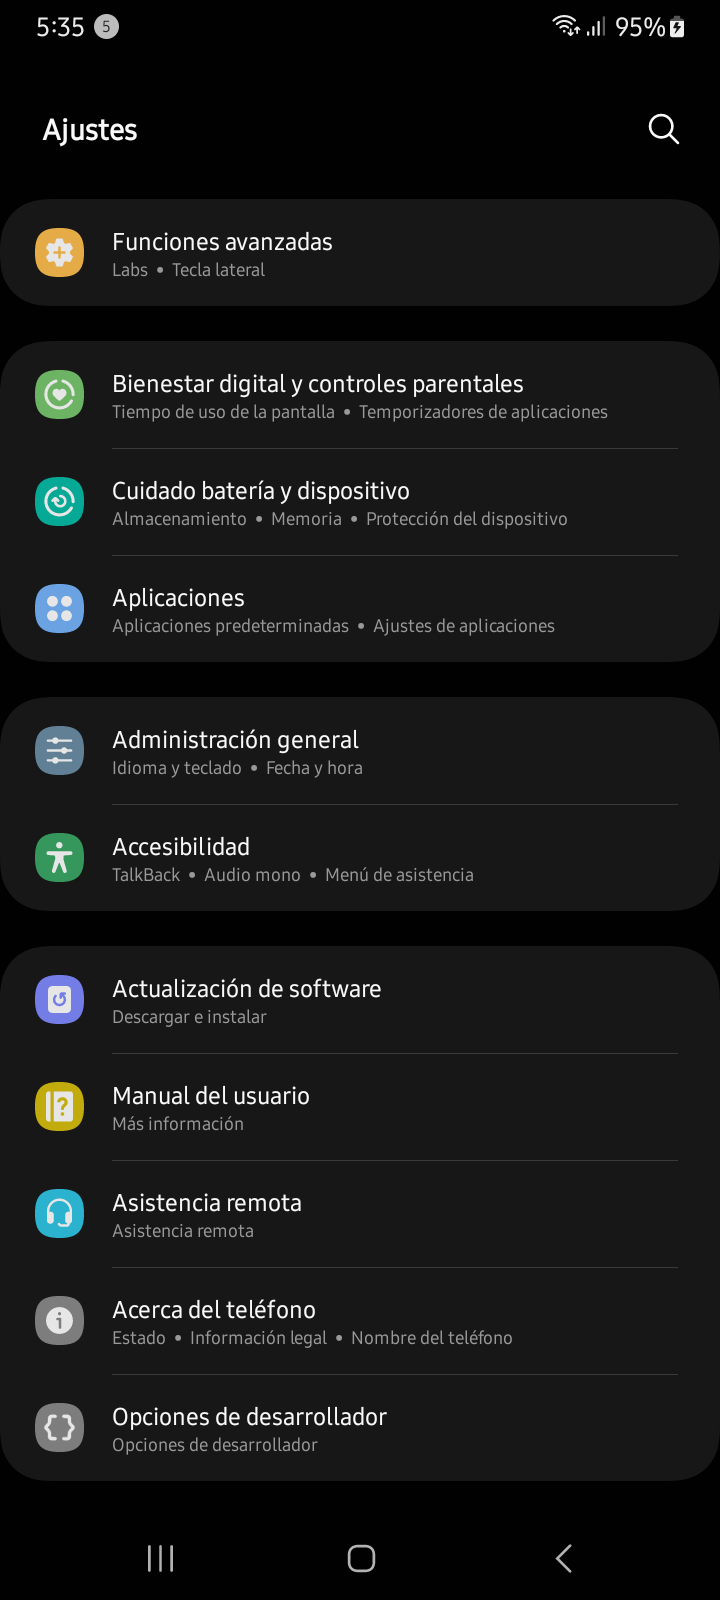 5:35 5 95%
Ajustes
Funciones avanzadas
Labs • Tecla lateral
Bienestar digital y controles parentales
Tiempo de uso de la pantalla • Temporizadores de aplicaciones
Cuidado batería y dispositivo
Almacenamiento • Memoria • Protección del dispositivo
Aplicaciones
Aplicaciones predeterminadas • Ajustes de aplicaciones
Administración general
Idioma y teclado • Fecha y hora
Accesibilidad
TalkBack • Audio mono • Menú de asistencia
Actualización de software
Descargar e instalar
Manual del usuario
Más información
Asistencia remota
Asistencia remota
Acerca del teléfono
Estado • Información legal • Nombre del teléfono
Opciones de desarrollador
Opciones de desarrollador